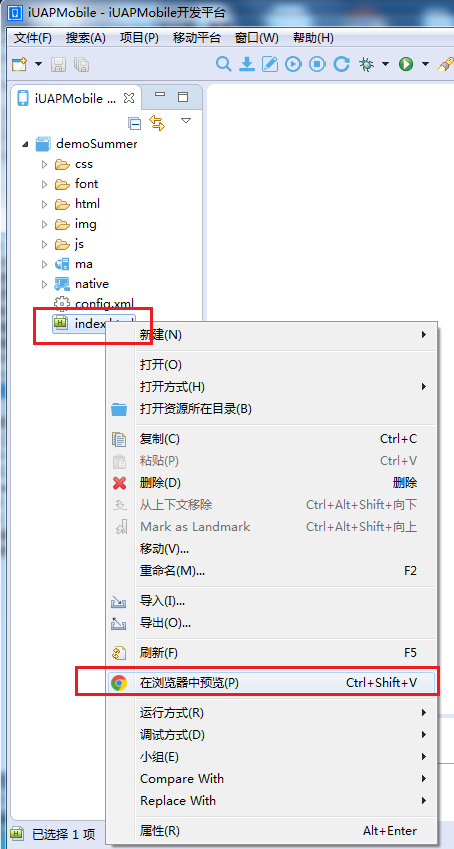 iUAPMobile - iUAPMobile开发平台
文件(F) 搜索(A) 项目(P) 移动平台 窗口(W) 帮助(H)
iUAPMobile ...
demoSummer
css
font
html
img
js
ma
native
config.xml
index.html
新建(N)
打开(O)
打开方式(H)
打开资源所在目录(B)
复制(C) Ctrl+C
粘贴(P) Ctrl+V
删除(D) 删除
从上下文移除 Ctrl+Alt+Shift+向下
Mark as Landmark Ctrl+Alt+Shift+向上
移动(V)...
重命名(M)... F2
导入(I)...
导出(O)...
刷新(F) F5
在浏览器中预览(P) Ctrl+Shift+V
运行方式(R)
调试方式(D)
小组(E)
Compare With
Replace With
属性(R) Alt+Enter
已选择 1 项